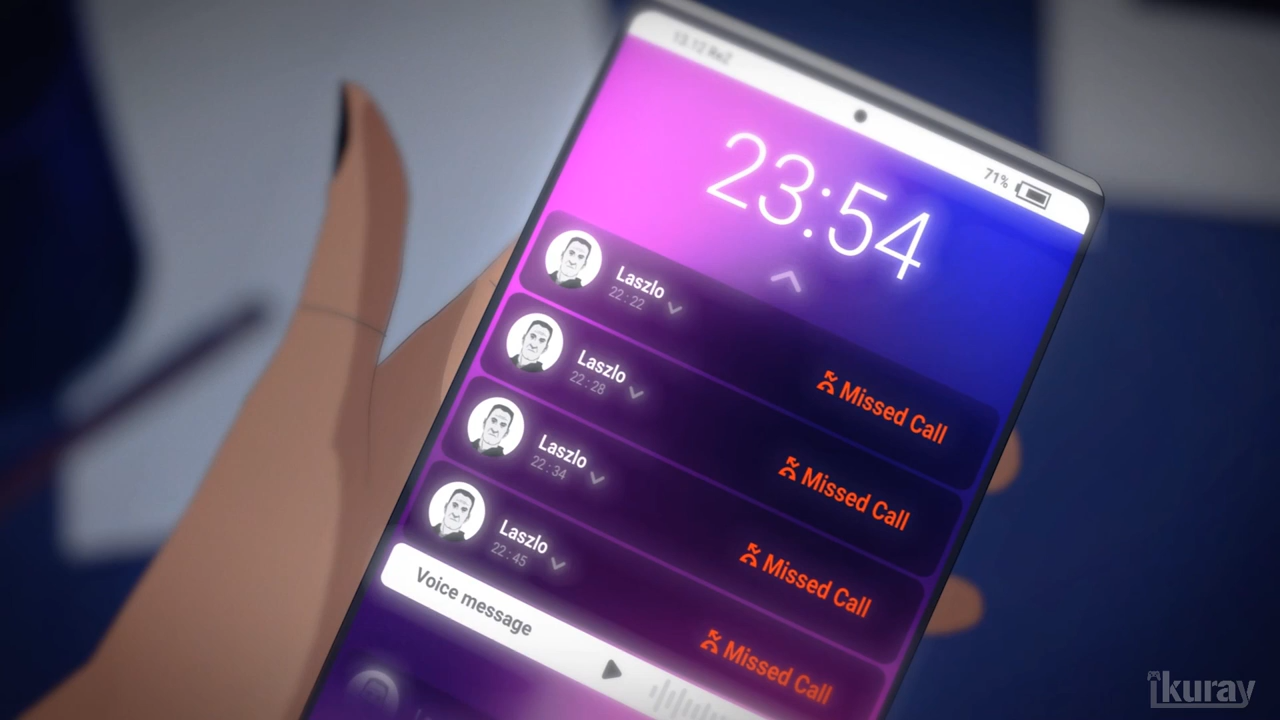 71%
23:54
Laszlo
22:22
Missed Call
Laszlo
22:28
Missed Call
Laszlo
22:34
Missed Call
Laszlo
22:45
Missed Call
Voice message
ikuray